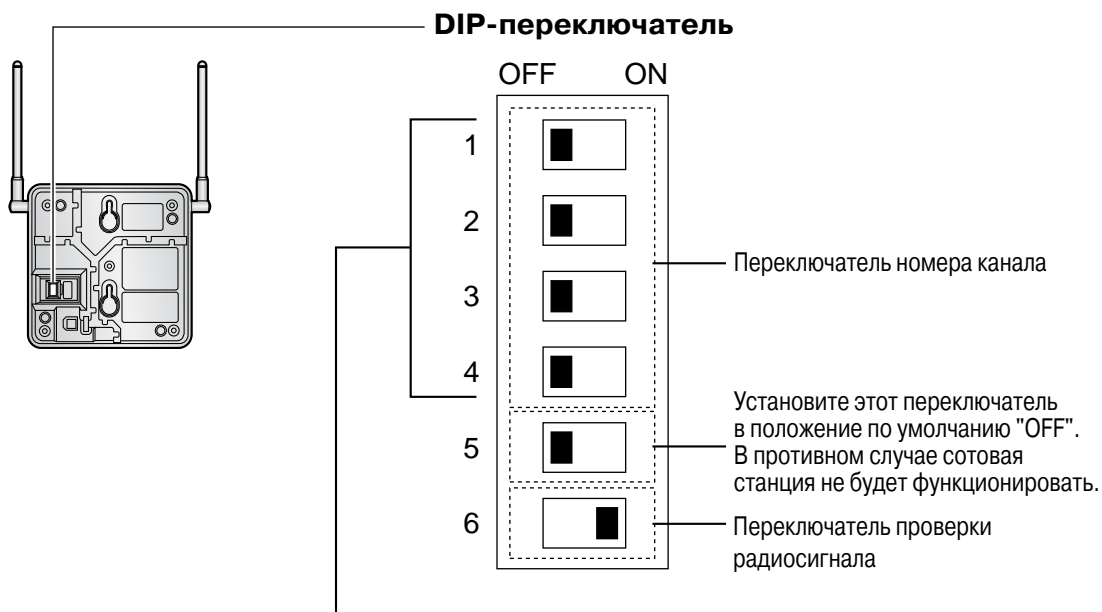 DIP-переключатель
OFF ON
1
2
3
4
5
6
Переключатель номера канала
Установите этот переключатель
в положение по умолчанию "OFF".
В противном случае сотовая
станция не будет функционировать.
Переключатель проверки
радиосигнала